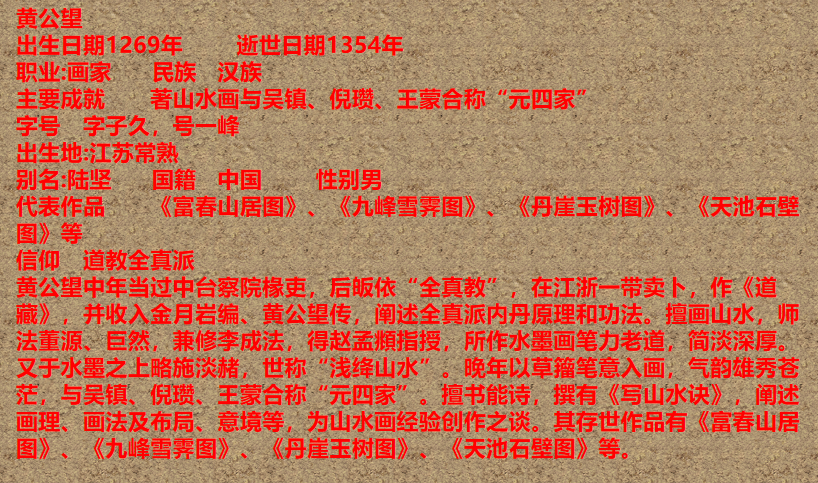 黄公望
出生日期1269年 逝世日期1354年
职业:画家 民族 汉族
主要成就 著山水画与吴镇、倪瓒、王蒙合称“元四家”
字号 字子久，号一峰
出生地:江苏常熟
别名:陆坚 国籍 中国 性别男
代表作品 《富春山居图》、《九峰雪霁图》、《丹崖玉树图》、《天池石壁
图》等
信仰 道教全真派
黄公望中年当过中台察院椽吏，后皈依“全真教”，在江浙一带卖卜，作《道
藏》，并收入金月岩编、黄公望传，阐述全真派内丹原理和功法。擅画山水，师
法董源、巨然，兼修李成法，得赵孟頫指授，所作水墨画笔力老道，简淡深厚。
又于水墨之上略施淡赭，世称“浅绛山水”。晚年以草籀笔意入画，气韵雄秀苍
茫，与吴镇、倪瓒、王蒙合称“元四家”。擅书能诗，撰有《写山水诀》，阐述
画理、画法及布局、意境等，为山水画经验创作之谈。其存世作品有《富春山居
图》、《九峰雪霁图》、《丹崖玉树图》、《天池石壁图》等。